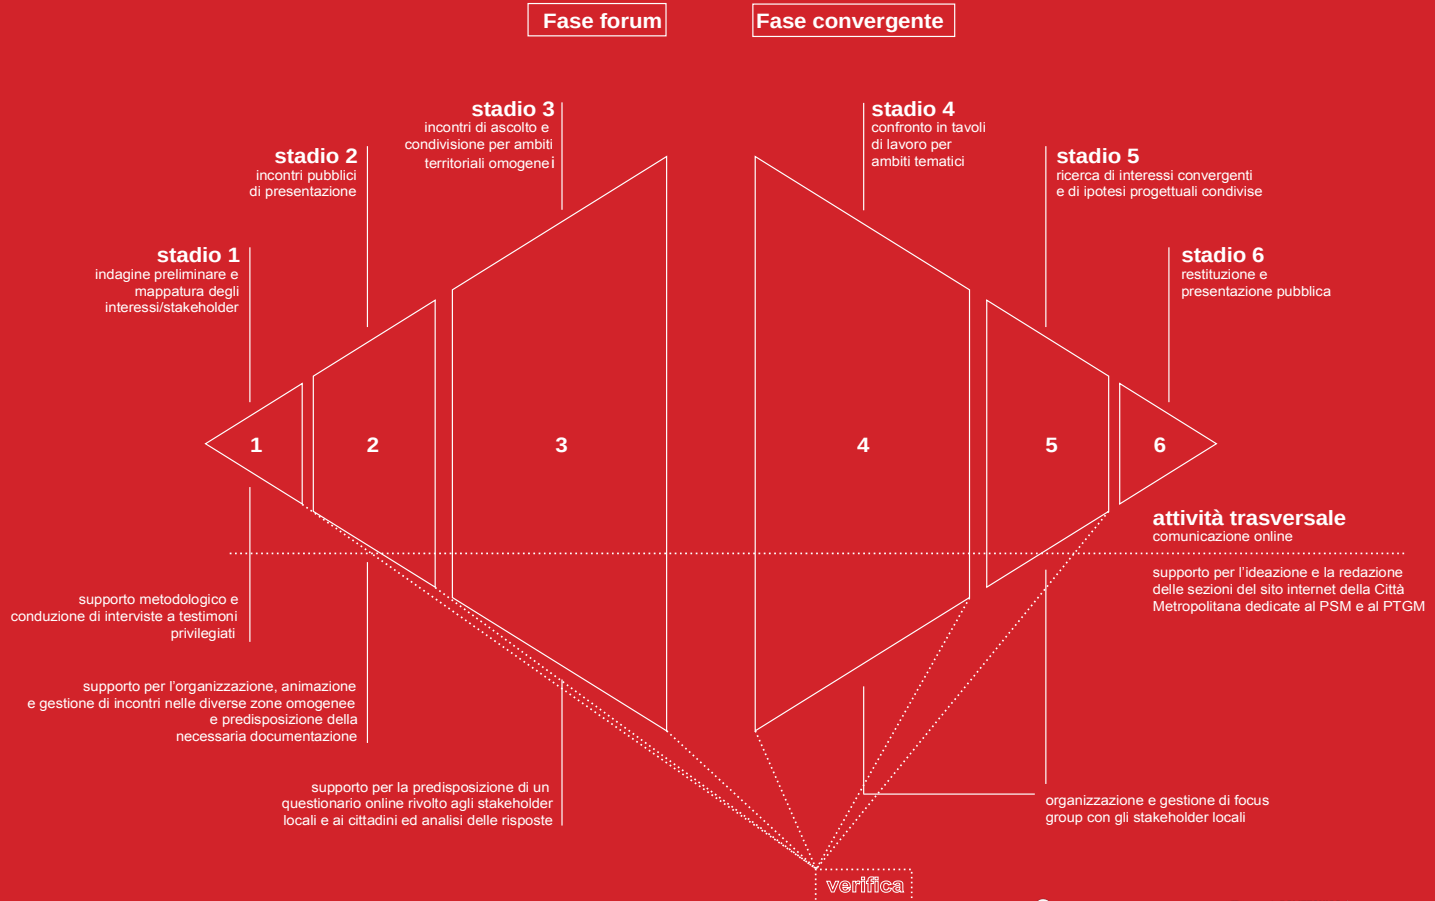 Fase forum
Fase convergente
stadio 3
incontri di ascolto e
condivisione per ambiti
territoriali omogenei
stadio 4
confronto in tavoli
di lavoro per
ambiti tematici
stadio 2
incontri pubblici
di presentazione
stadio 5
ricerca di interessi convergenti
e di ipotesi progettuali condivise
stadio 1
indagine preliminare e
mappatura degli
interessi/stakeholder
stadio 6
restituzione e
presentazione pubblica
1
2
3
4
5
6
attività trasversale
comunicazione online
supporto per l'ideazione e la redazione
delle sezioni del sito internet della Città
Metropolitana dedicate al PSM e al PTGM
supporto metodologico e
conduzione di interviste a testimoni
privilegiati
supporto per l'organizzazione, animazione
e gestione di incontri nelle diverse zone omogenee
e predisposizione della
necessaria documentazione
supporto per la predisposizione di un
questionario online rivolto agli stakeholder
locali e ai cittadini ed analisi delle risposte
organizzazione e gestione di focus
group con gli stakeholder locali
verifica